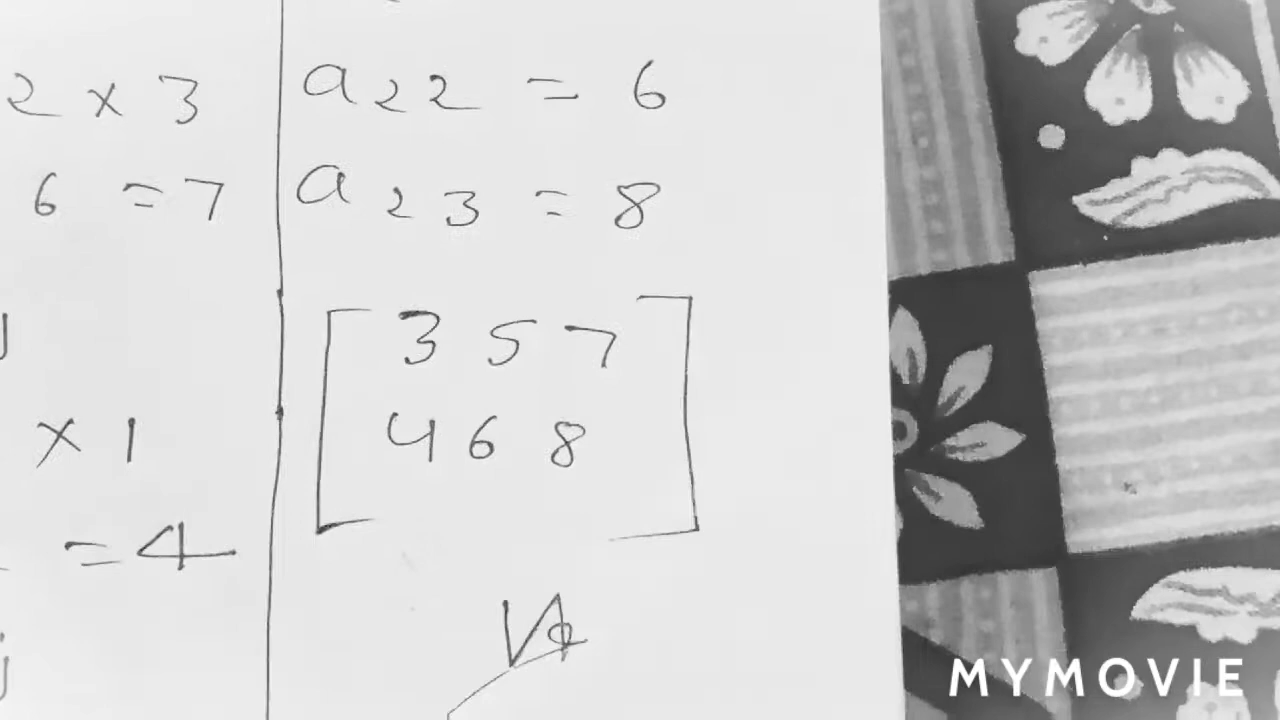 2 × 3
6 = 7
j
× 1
= 4
j
a22 = 6
a23 = 8
3 5 7
4 6 8
MYMOVIE